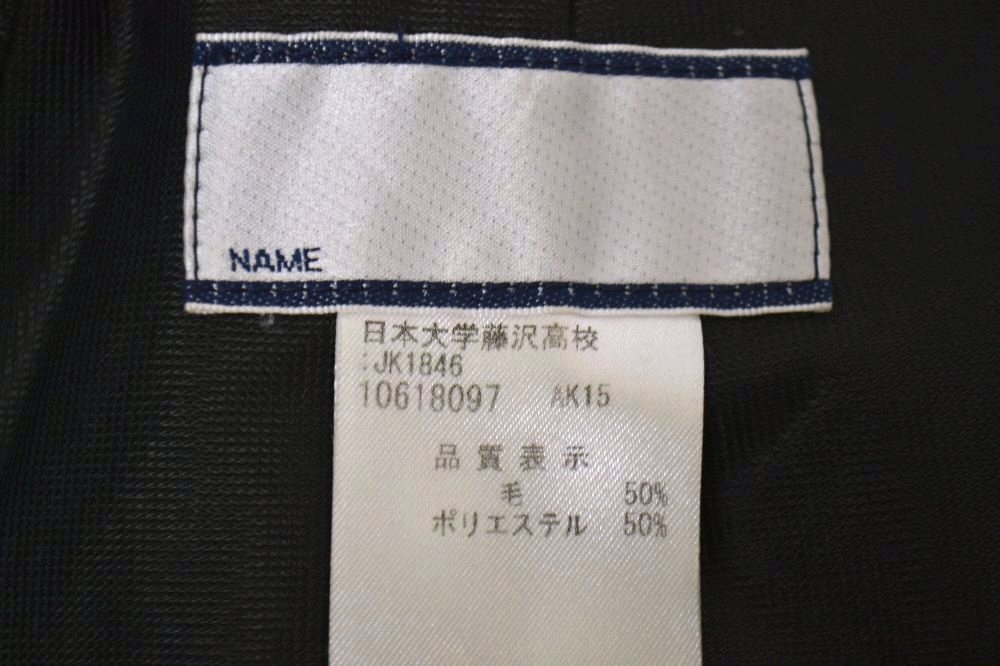 NAME
日本大学藤沢高校
:JK1846
10618097 AK15
品質表示
毛 50%
ポリエステル 50%